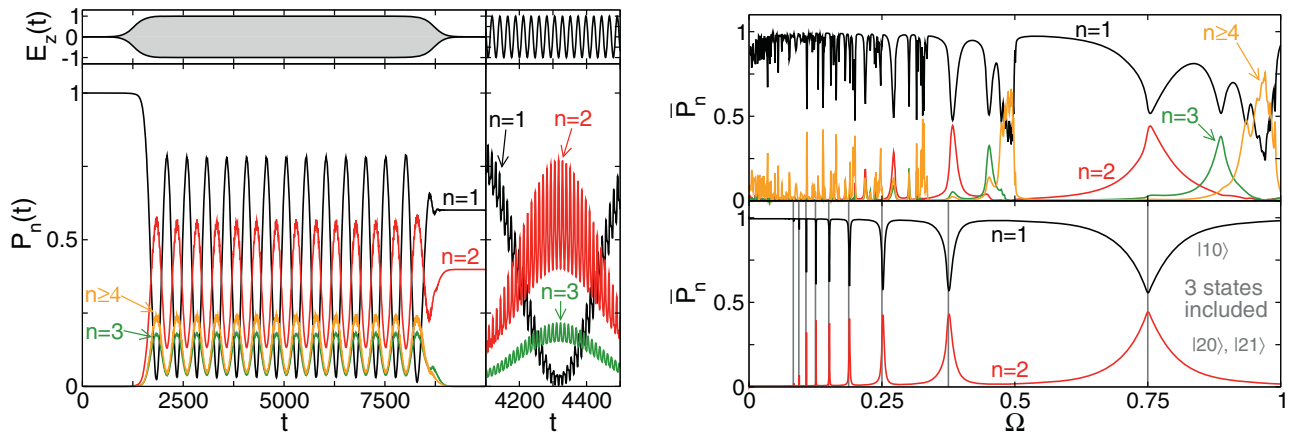 E_z(t)
1
0
-1
P_n(t)
1
0.5
0
n=1
n=2
n≥4
n=3
0
2500
5000
7500
t
n=1
n=2
n=3
4200
4400
t
P̅_n
1
0.5
0
n=1
n≥4
n=3
n=2
P̅_n
1
0.5
0
n=1
|10⟩
3 states
included
|20⟩, |21⟩
n=2
0
0.25
0.5
0.75
1
Ω